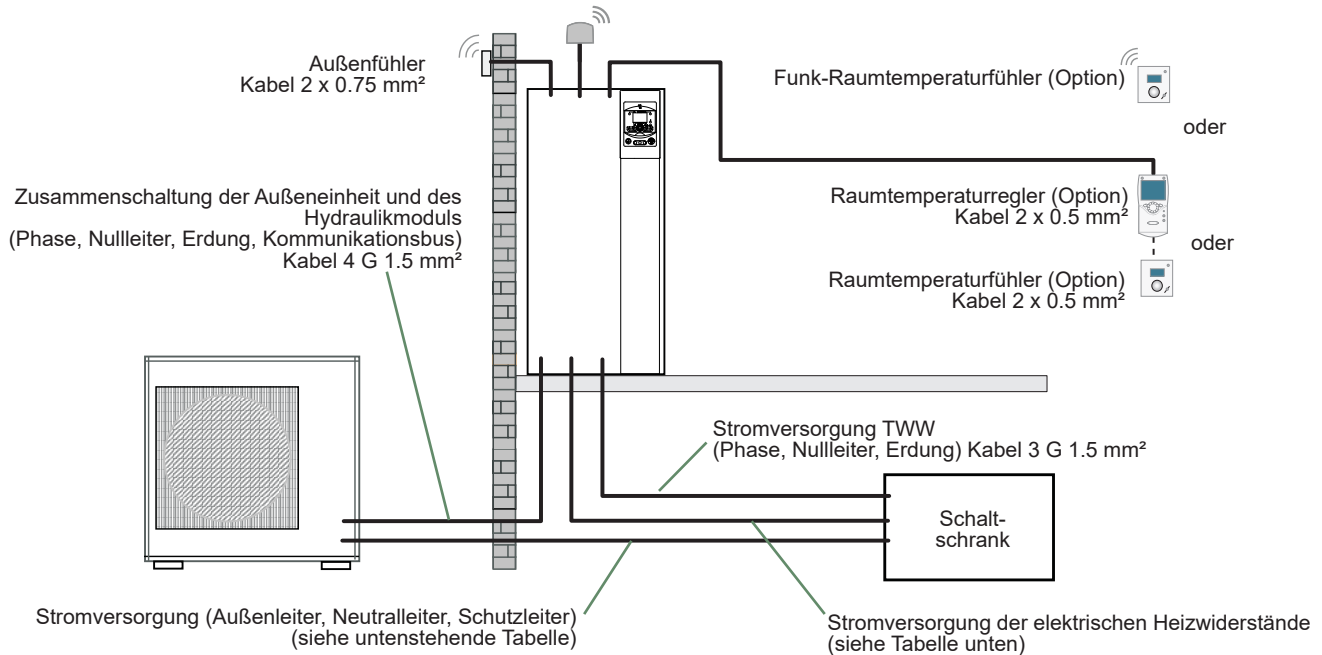 Außenfühler
Kabel 2 x 0.75 mm²
Funk-Raumtemperaturfühler (Option)
oder
Zusammenschaltung der Außeneinheit und des
Hydraulikmoduls
(Phase, Nullleiter, Erdung, Kommunikationsbus)
Kabel 4 G 1.5 mm²
Raumtemperaturregler (Option)
Kabel 2 x 0.5 mm²
oder
Raumtemperaturfühler (Option)
Kabel 2 x 0.5 mm²
Stromversorgung TWW
(Phase, Nullleiter, Erdung) Kabel 3 G 1.5 mm²
Schalt-
schrank
Stromversorgung (Außenleiter, Neutralleiter, Schutzleiter)
(siehe untenstehende Tabelle)
Stromversorgung der elektrischen Heizwiderstände
(siehe Tabelle unten)